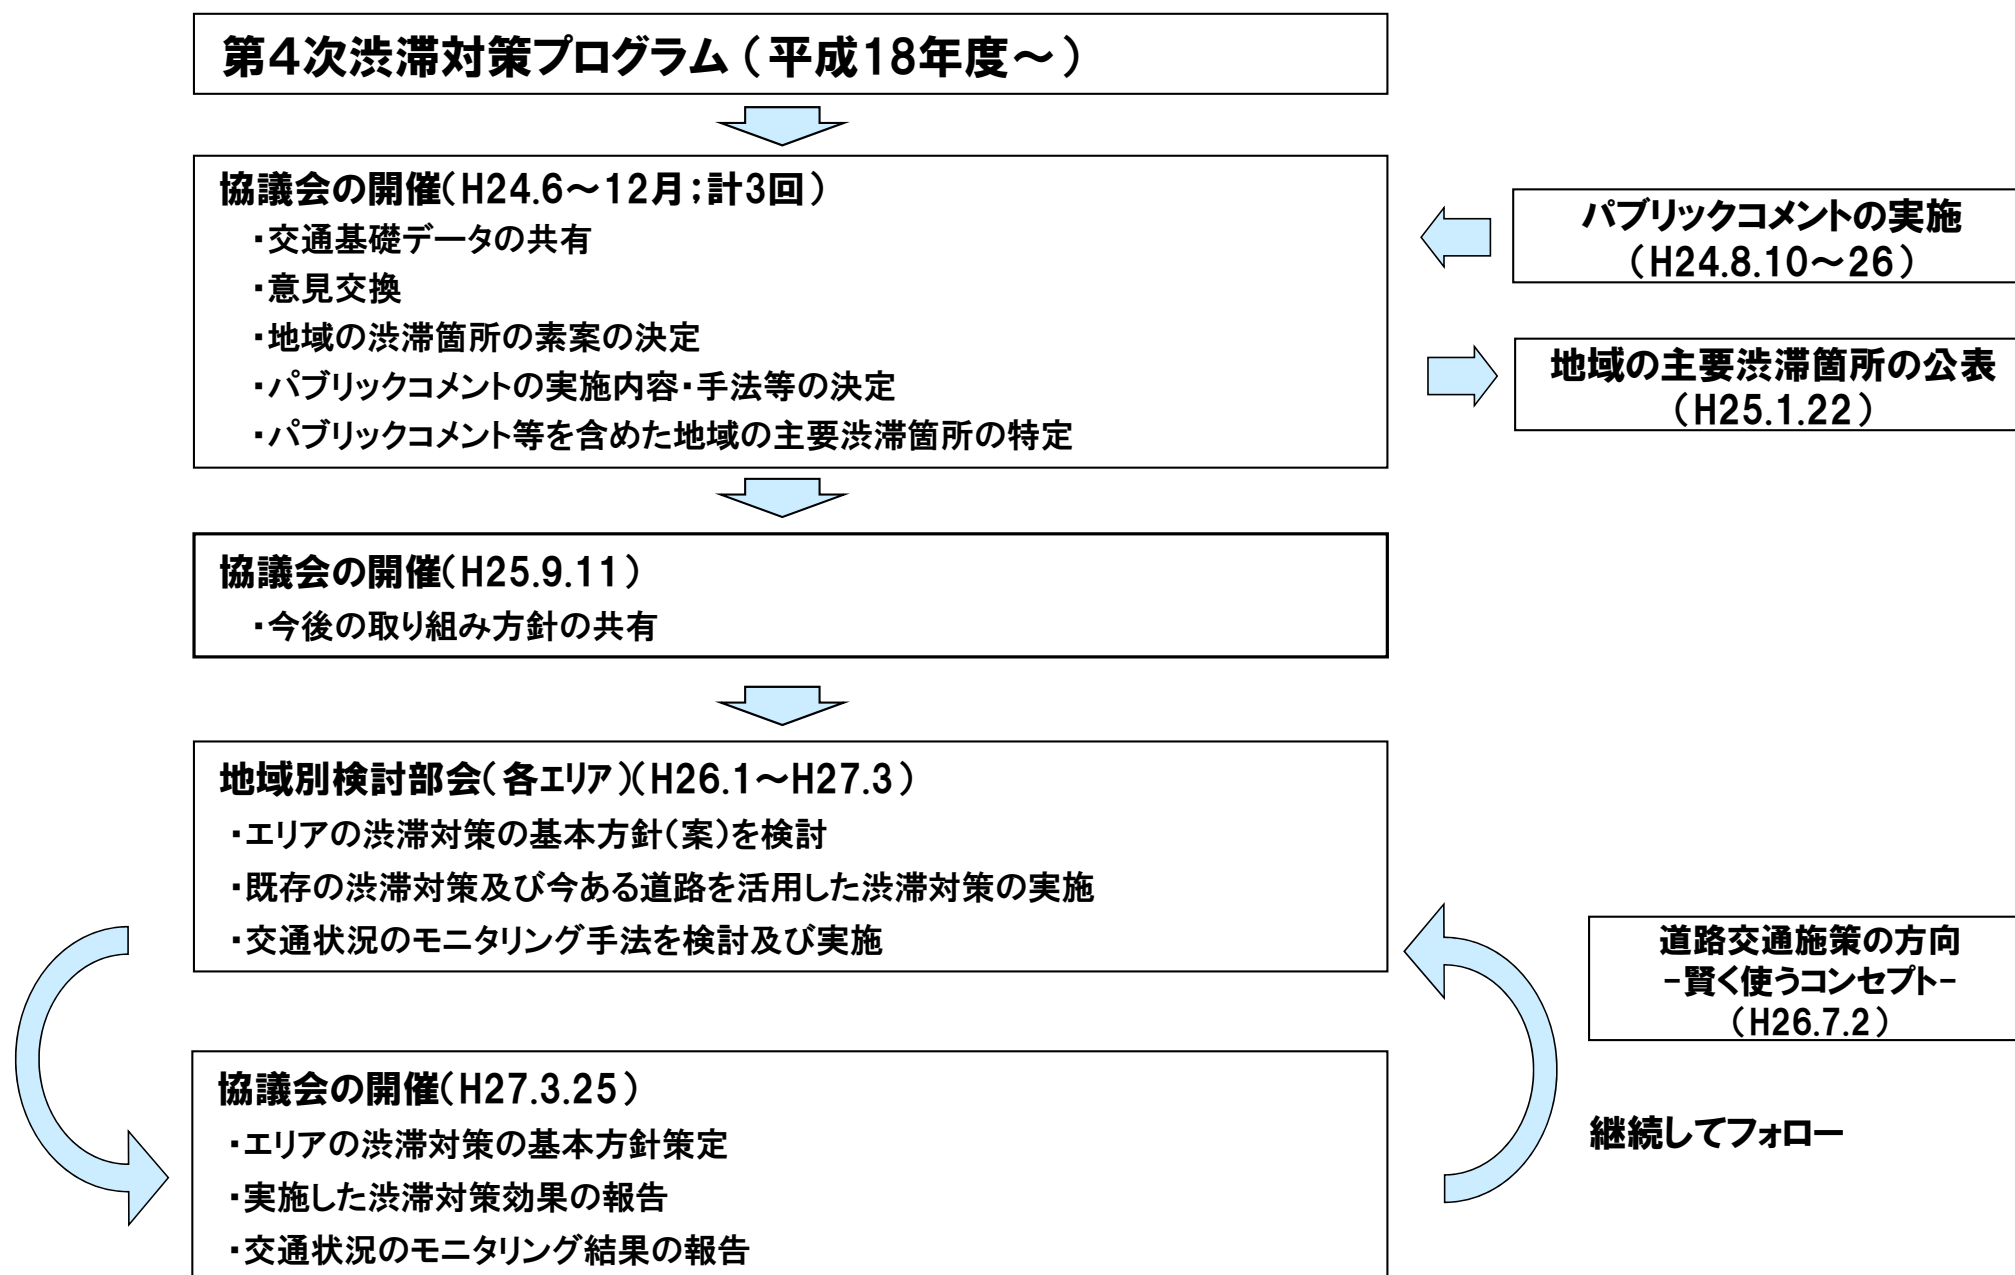 第4次渋滞対策プログラム（平成18年度～）
協議会の開催（H24.6～12月；計3回）
・交通基礎データの共有
・意見交換
・地域の渋滞箇所の素案の決定
・パブリックコメントの実施内容・手法等の決定
・パブリックコメント等を含めた地域の主要渋滞箇所の特定
パブリックコメントの実施
（H24.8.10～26）
地域の主要渋滞箇所の公表
（H25.1.22）
協議会の開催（H25.9.11）
・今後の取り組み方針の共有
地域別検討部会（各エリア）（H26.1～H27.3）
・エリアの渋滞対策の基本方針（案）を検討
・既存の渋滞対策及び今ある道路を活用した渋滞対策の実施
・交通状況のモニタリング手法を検討及び実施
道路交通施策の方向
-賢く使うコンセプト-
（H26.7.2）
協議会の開催（H27.3.25）
・エリアの渋滞対策の基本方針策定
・実施した渋滞対策効果の報告
・交通状況のモニタリング結果の報告
継続してフォロー